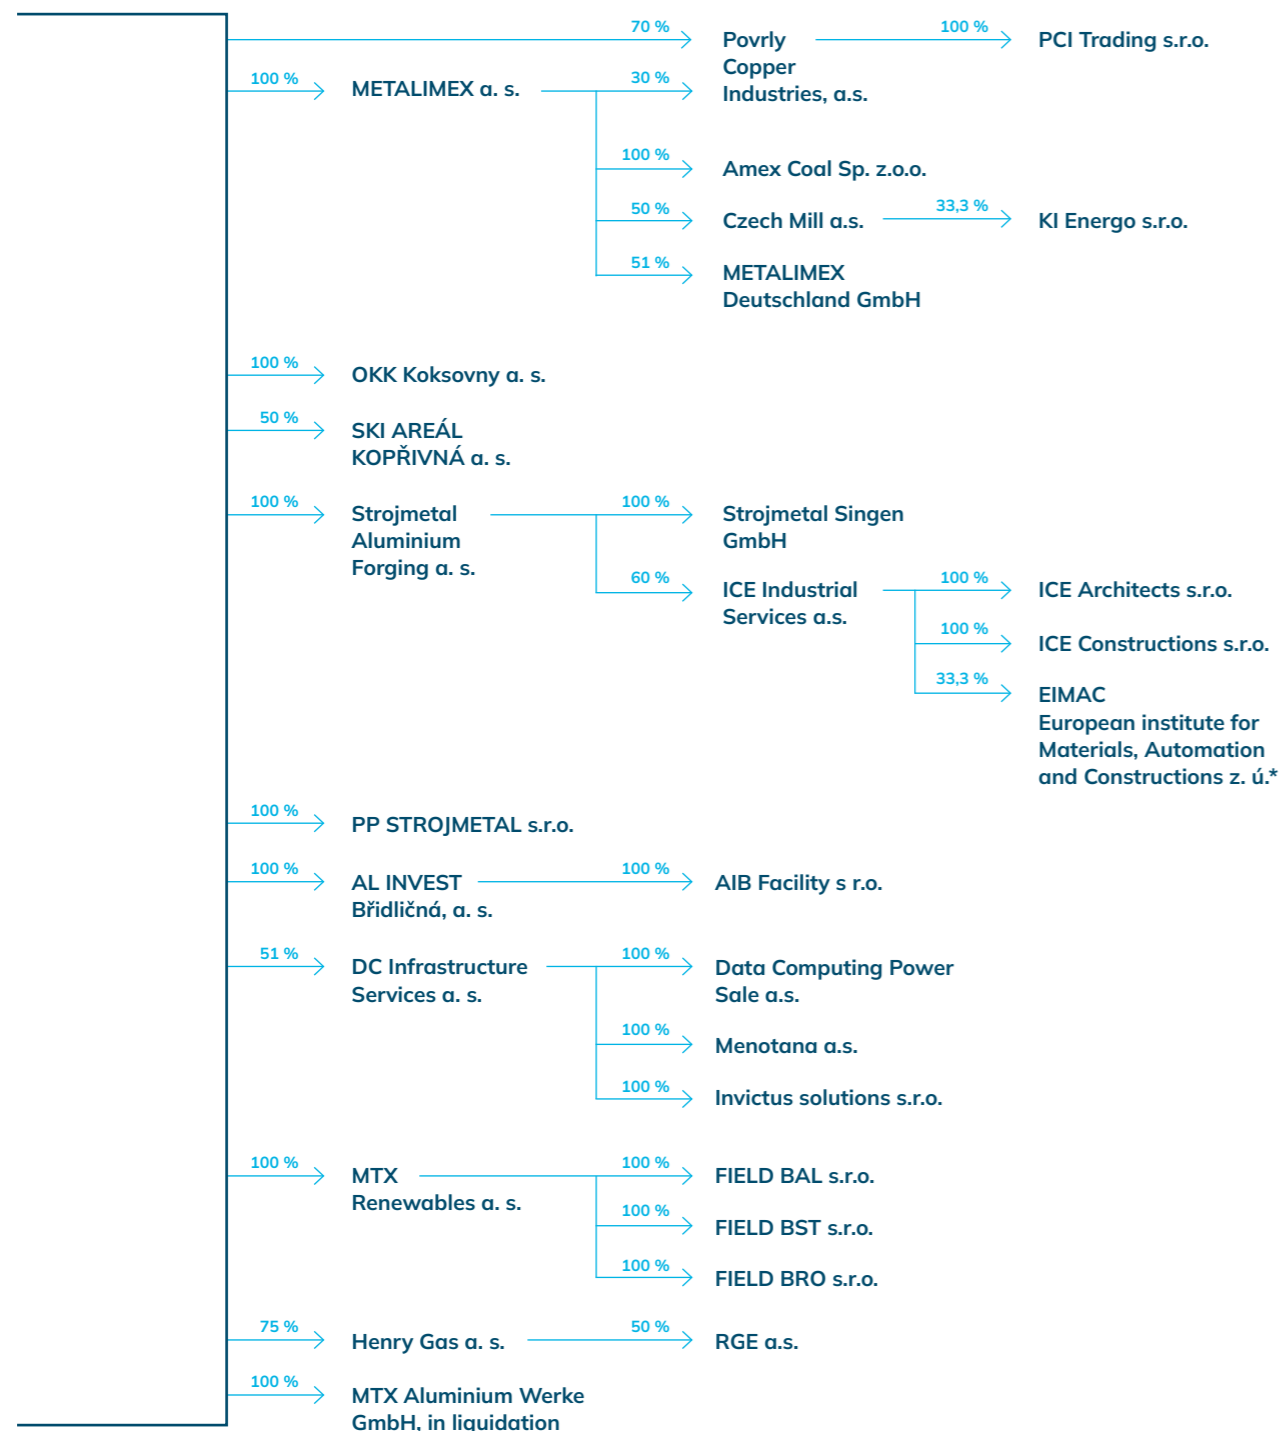 70 %
Povrly
Copper
Industries, a.s.
100 %
PCI Trading s.r.o.
100 %
METALIMEX a. s.
30 %
100 %
Amex Coal Sp. z.o.o.
50 %
Czech Mill a.s.
33,3 %
KI Energo s.r.o.
51 %
METALIMEX
Deutschland GmbH
100 %
OKK Koksovny a. s.
50 %
SKI AREÁL
KOPŘIVNÁ a. s.
100 %
Strojmetal
Aluminium
Forging a. s.
100 %
Strojmetal Singen
GmbH
60 %
ICE Industrial
Services a.s.
100 %
ICE Architects s.r.o.
100 %
ICE Constructions s.r.o.
33,3 %
EIMAC
European institute for
Materials, Automation
and Constructions z. ú.*
100 %
PP STROJMETAL s.r.o.
100 %
AL INVEST
Břidličná, a. s.
100 %
AIB Facility s r.o.
51 %
DC Infrastructure
Services a. s.
100 %
Data Computing Power
Sale a.s.
100 %
Menotana a.s.
100 %
Invictus solutions s.r.o.
100 %
MTX
Renewables a. s.
100 %
FIELD BAL s.r.o.
100 %
FIELD BST s.r.o.
100 %
FIELD BRO s.r.o.
75 %
Henry Gas a. s.
50 %
RGE a.s.
100 %
MTX Aluminium Werke
GmbH, in liquidation